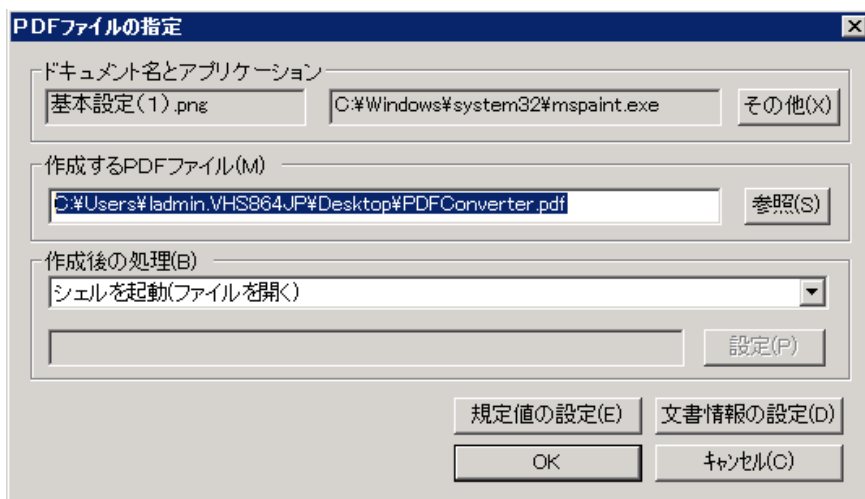 PDFファイルの指定
ドキュメント名とアプリケーション
基本設定(1).png
C:¥Windows¥system32¥mspaint.exe
その他(X)
作成するPDFファイル(M)
C:¥Users¥ladmin.VHS864JP¥Desktop¥PDFConverter.pdf
参照(S)
作成後の処理(B)
シェルを起動(ファイルを開く)
設定(P)
規定値の設定(E)
文書情報の設定(D)
OK
ｷｬﾝｾﾙ(C)